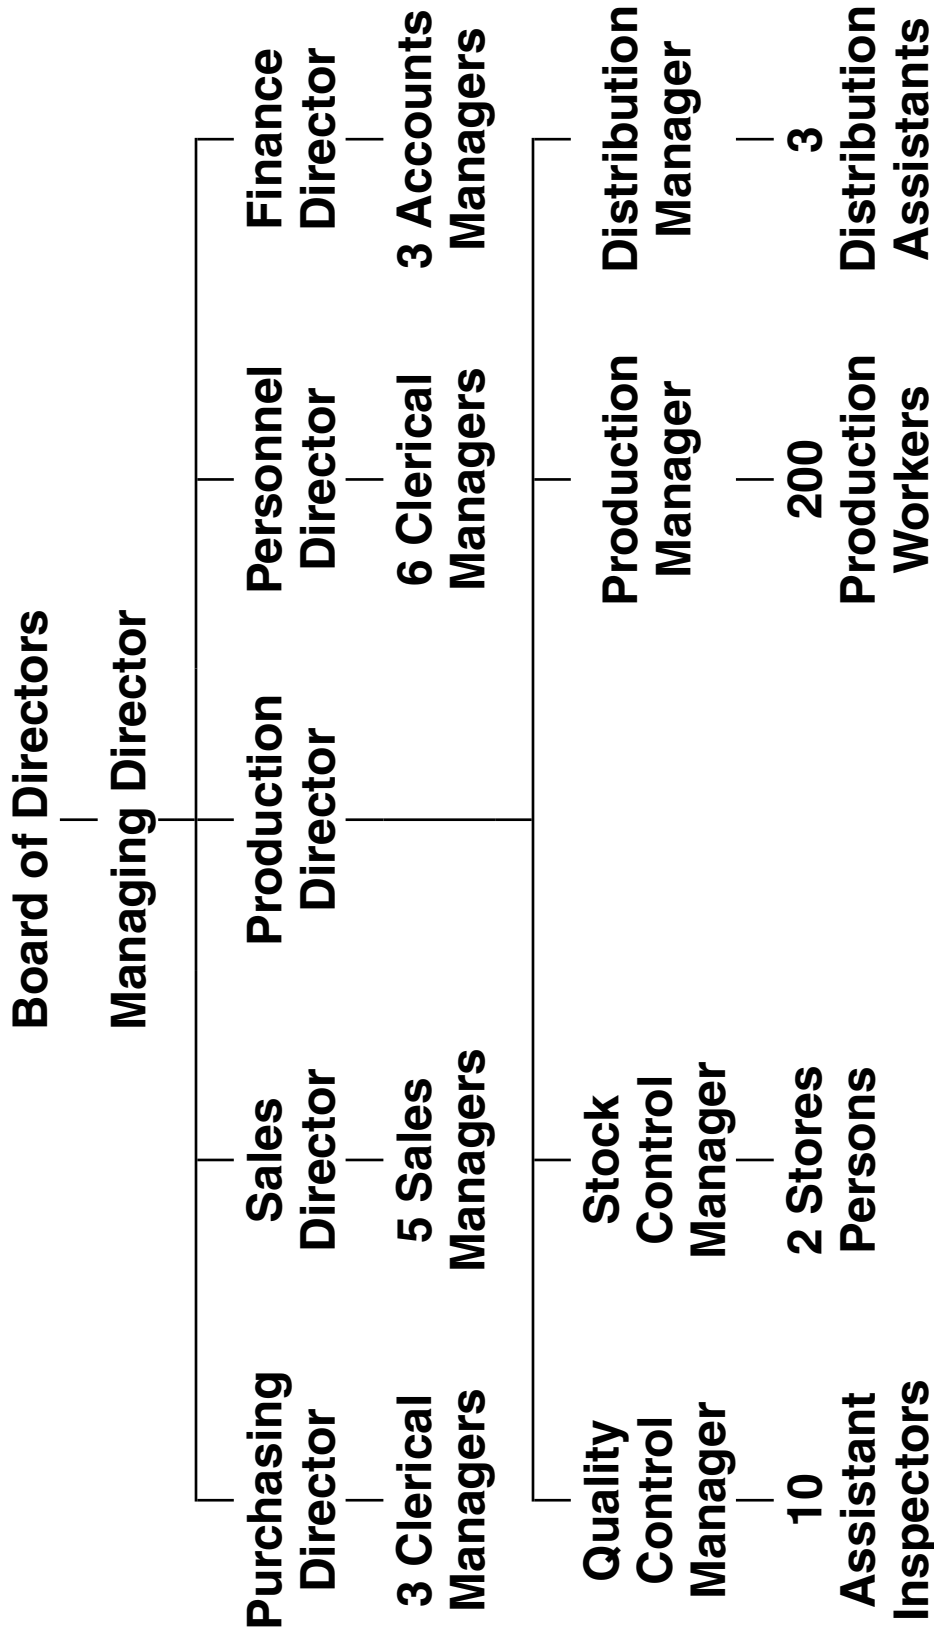 Board of Directors
Managing Director
Purchasing
Director
Sales
Director
Production
Director
Personnel
Director
Finance
Director
3 Clerical
Managers
5 Sales
Managers
6 Clerical
Managers
3 Accounts
Managers
Quality
Control
Manager
Stock
Control
Manager
Production
Manager
Distribution
Manager
10
Assistant
Inspectors
2 Stores
Persons
200
Production
Workers
3
Distribution
Assistants